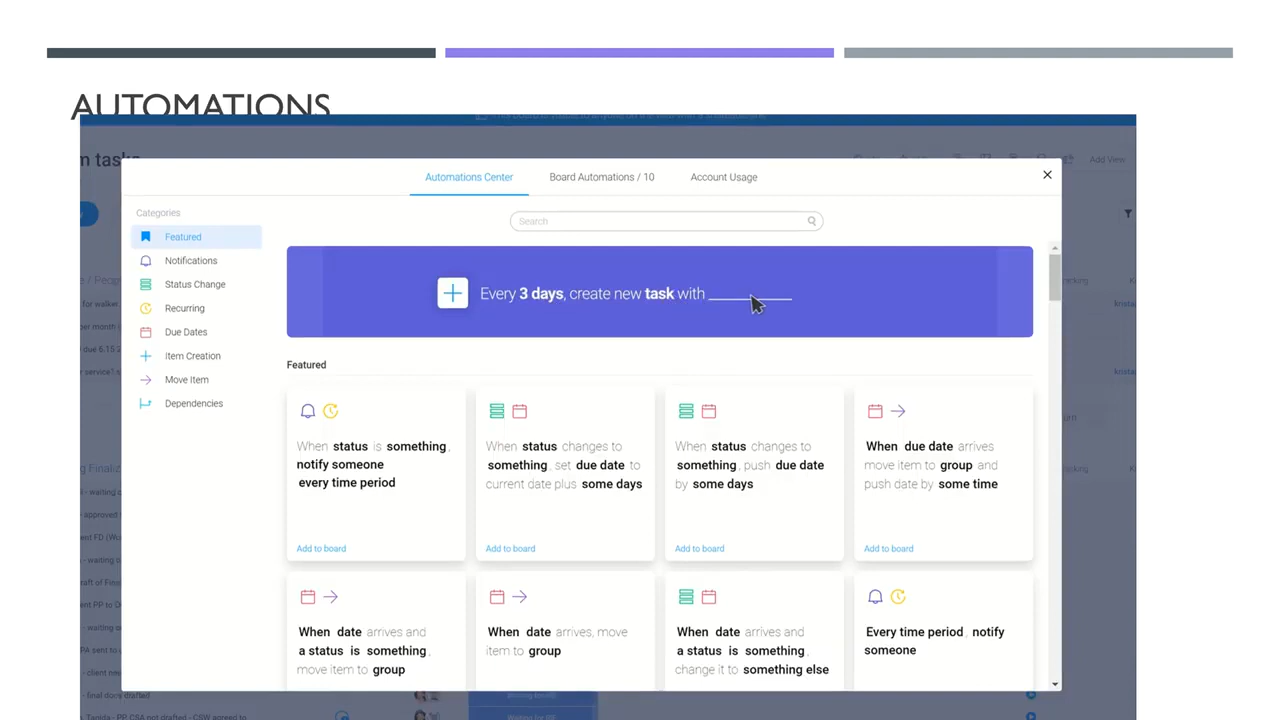 AUTOMATIONS
Add View
Automations Center
Board Automations / 10
Account Usage
Categories
Search
Featured
Notifications
Status Change
Recurring
Due Dates
Item Creation
Move Item
Dependencies
Every 3 days, create new task with
Featured
When status is something,
notify someone
every time period
Add to board
When status changes to
something, set due date to
current date plus some days
Add to board
When status changes to
something, push due date
by some days
Add to board
When due date arrives
move item to group and
push date by some time
Add to board
When date arrives and
a status is something,
move item to group
When date arrives, move
item to group
When date arrives and
a status is something,
change it to something else
Every time period, notify
someone